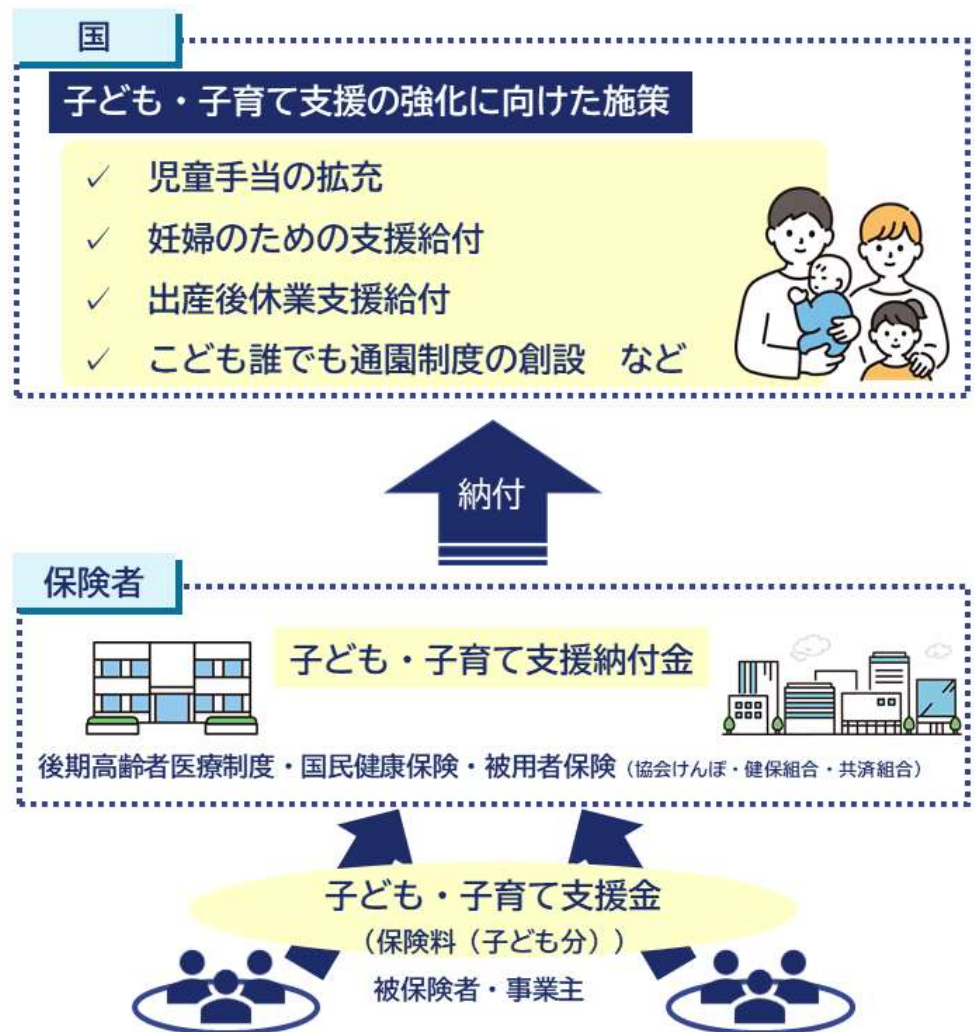 国
子ども・子育て支援の強化に向けた施策
✓ 児童手当の拡充
✓ 妊婦のための支援給付
✓ 出産後休業支援給付
✓ こども誰でも通園制度の創設 など
納付
保険者
子ども・子育て支援納付金
後期高齢者医療制度・国民健康保険・被用者保険（協会けんぽ・健保組合・共済組合）
子ども・子育て支援金
（保険料（子ども分））
被保険者・事業主